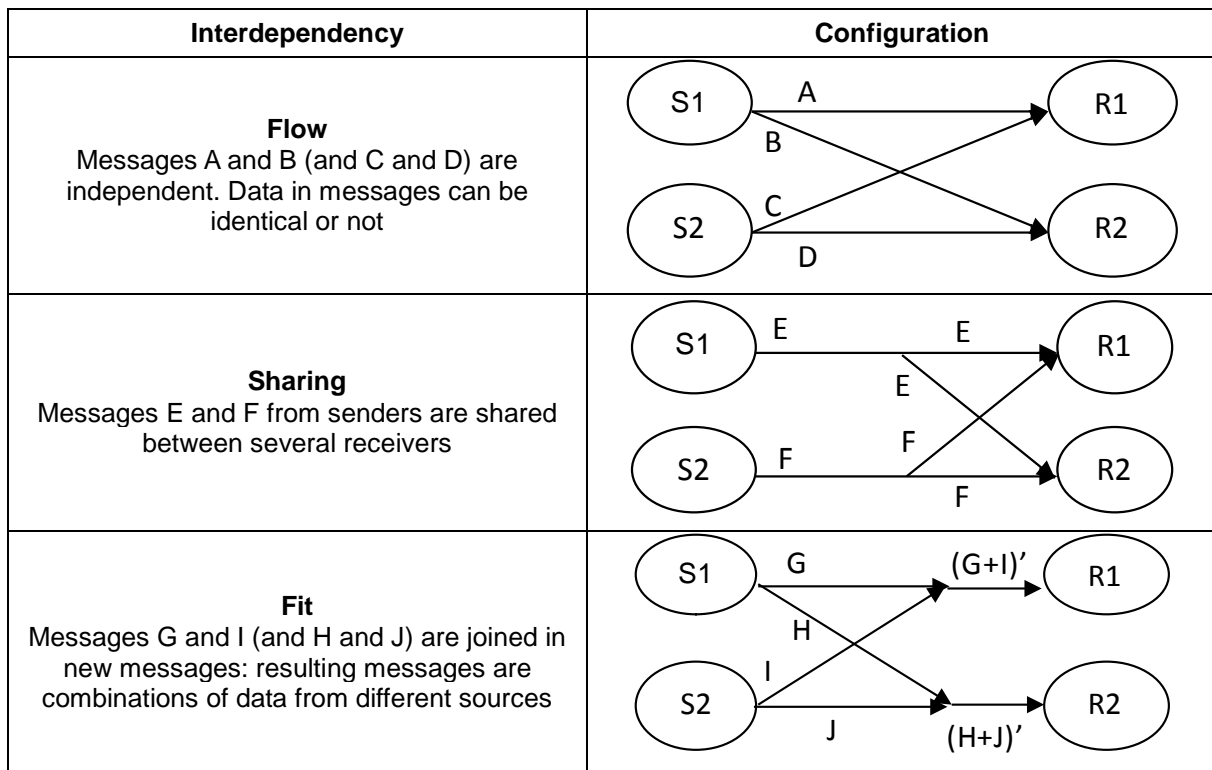 Interdependency
Configuration
Flow
Messages A and B (and C and D) are
independent. Data in messages can be
identical or not
S1
A
R1
B
C
S2
R2
D
Sharing
Messages E and F from senders are shared
between several receivers
S1
E
E
R1
E
F
S2
F
R2
F
Fit
Messages G and I (and H and J) are joined in
new messages: resulting messages are
combinations of data from different sources
S1
G
(G+I)’
R1
H
I
S2
R2
J
(H+J)’